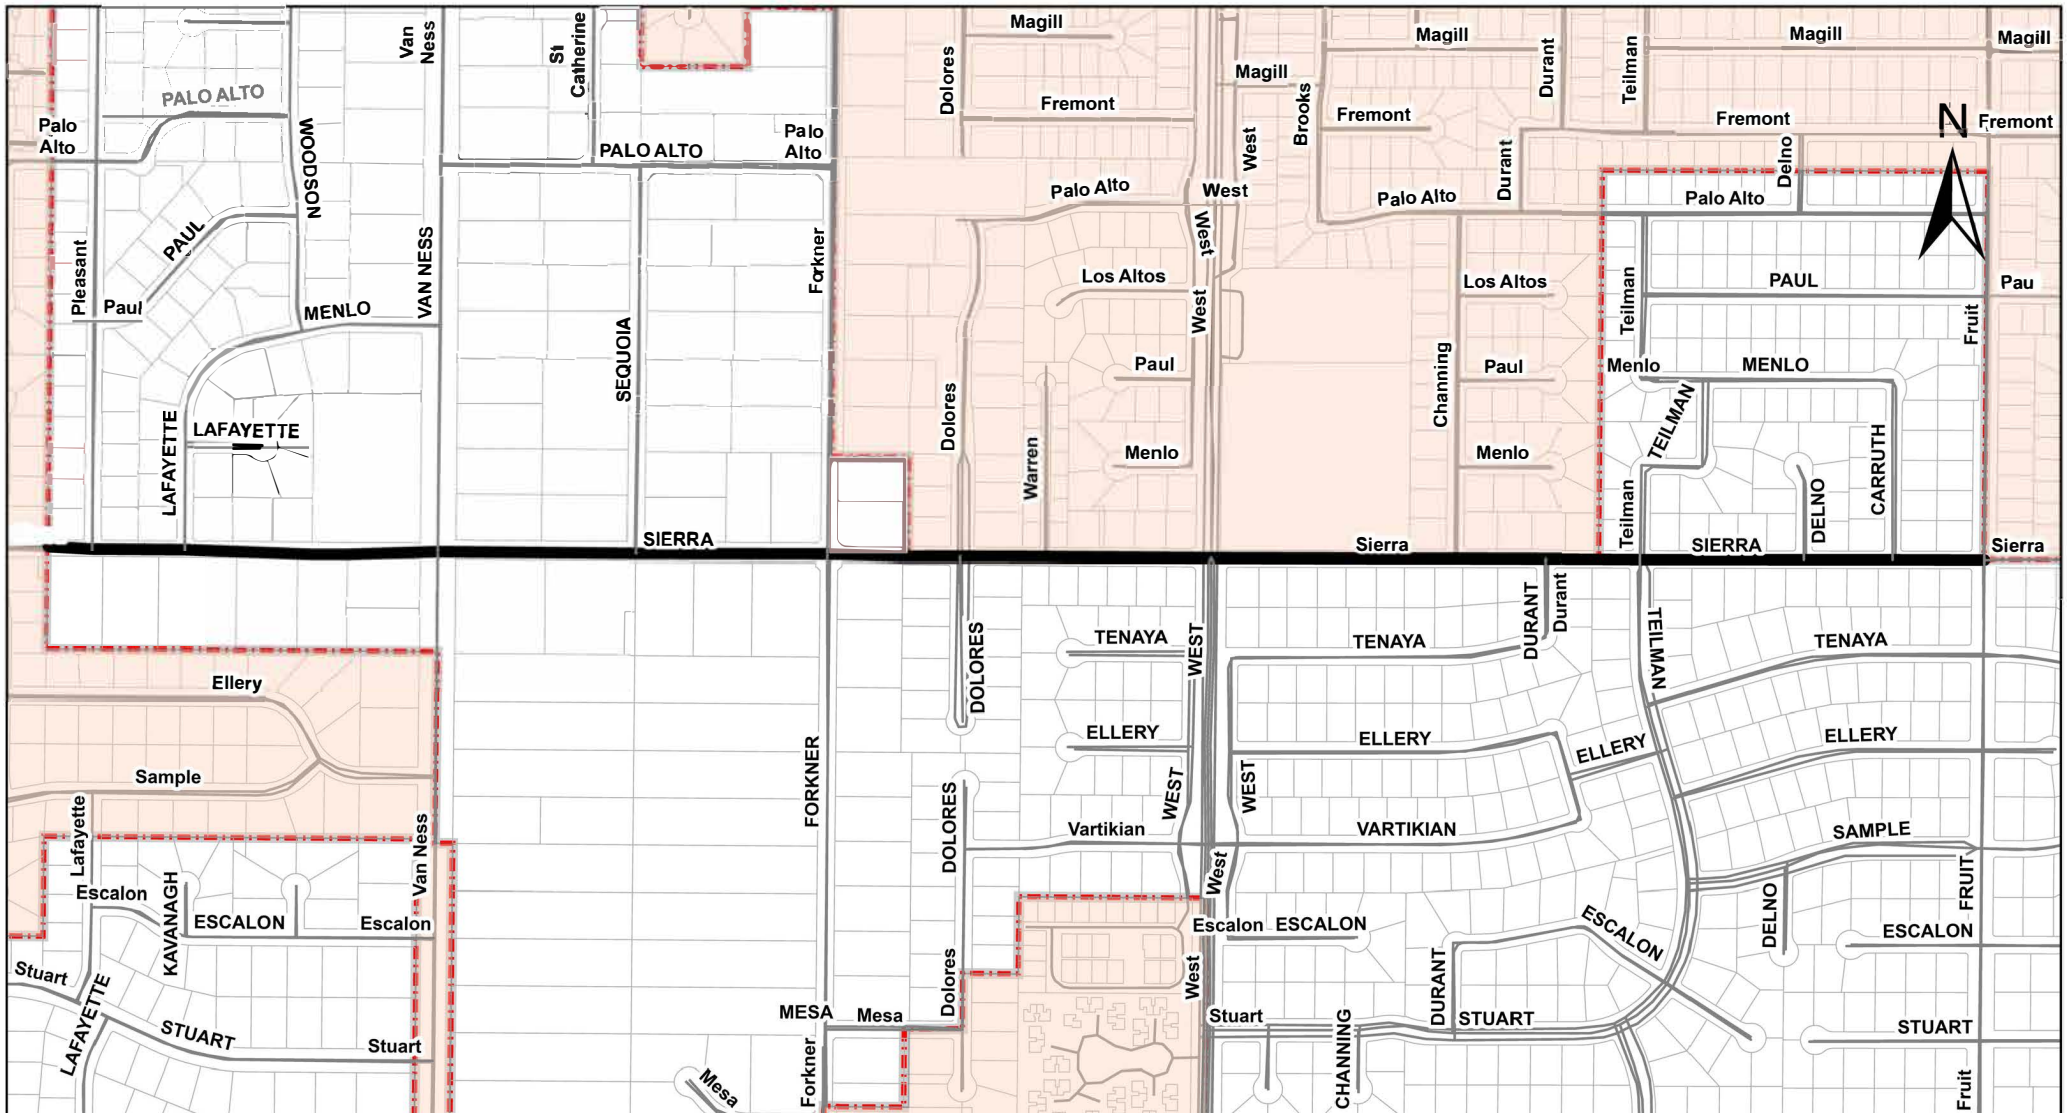 Magill
Magill
Magill
Magill
Van
Ness
St
Catherine
Dolores
Durant
Teilman
Magill
PALO ALTO
Fremont
Brooks
Fremont
Fremont
N
Fremont
Palo
Alto
WOODSON
PALO ALTO
Palo
Alto
West
Durant
Delno
Palo Alto
West
Palo Alto
Palo Alto
PAUL
Pleasant
VAN NESS
Forkner
West
Los Altos
Los Altos
Teilman
PAUL
Pau
Paul
MENLO
West
Fruit
SEQUOIA
Paul
Channing
Paul
Menlo
MENLO
LAFAYETTE
LAFAYETTE
Dolores
Warren
Menlo
Menlo
TEILMAN
CARRUTH
Teilman
DELNO
SIERRA
Sierra
SIERRA
Sierra
DOLORES
TENAYA
WEST
TENAYA
DURANT
Durant
TEILMAN
TENAYA
Ellery
ELLERY
ELLERY
ELLERY
ELLERY
Sample
FORKNER
DOLORES
WEST
WEST
Lafayette
Van Ness
Vartikian
VARTIKIAN
SAMPLE
West
FRUIT
Escalon
KAVANAGH
ESCALON
Escalon
Escalon
ESCALON
ESCALON
DELNO
ESCALON
Stuart
LAFAYETTE
Dolores
West
DURANT
MESA
Mesa
Stuart
CHANNING
STUART
STUART
STUART
Stuart
Mesa
Forkner
Fruit